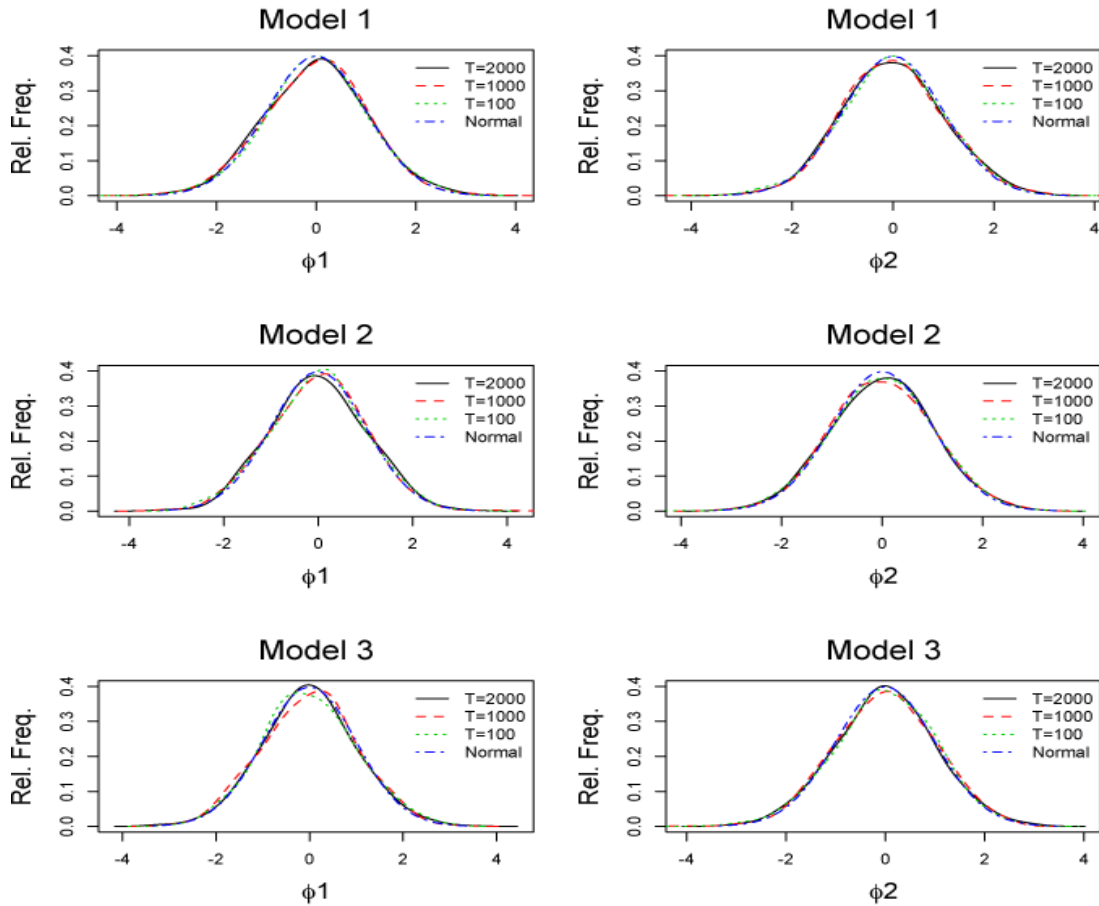 Model 1
Rel. Freq.
0.0 0.1 0.2 0.3 0.4
T=2000
T=1000
T=100
Normal
-4 -2 0 2 4
ϕ1
Model 1
Rel. Freq.
0.0 0.1 0.2 0.3 0.4
T=2000
T=1000
T=100
Normal
-4 -2 0 2 4
ϕ2
Model 2
Rel. Freq.
0.0 0.1 0.2 0.3 0.4
T=2000
T=1000
T=100
Normal
-4 -2 0 2 4
ϕ1
Model 2
Rel. Freq.
0.0 0.1 0.2 0.3 0.4
T=2000
T=1000
T=100
Normal
-4 -2 0 2 4
ϕ2
Model 3
Rel. Freq.
0.0 0.1 0.2 0.3 0.4
T=2000
T=1000
T=100
Normal
-4 -2 0 2 4
ϕ1
Model 3
Rel. Freq.
0.0 0.1 0.2 0.3 0.4
T=2000
T=1000
T=100
Normal
-4 -2 0 2 4
ϕ2